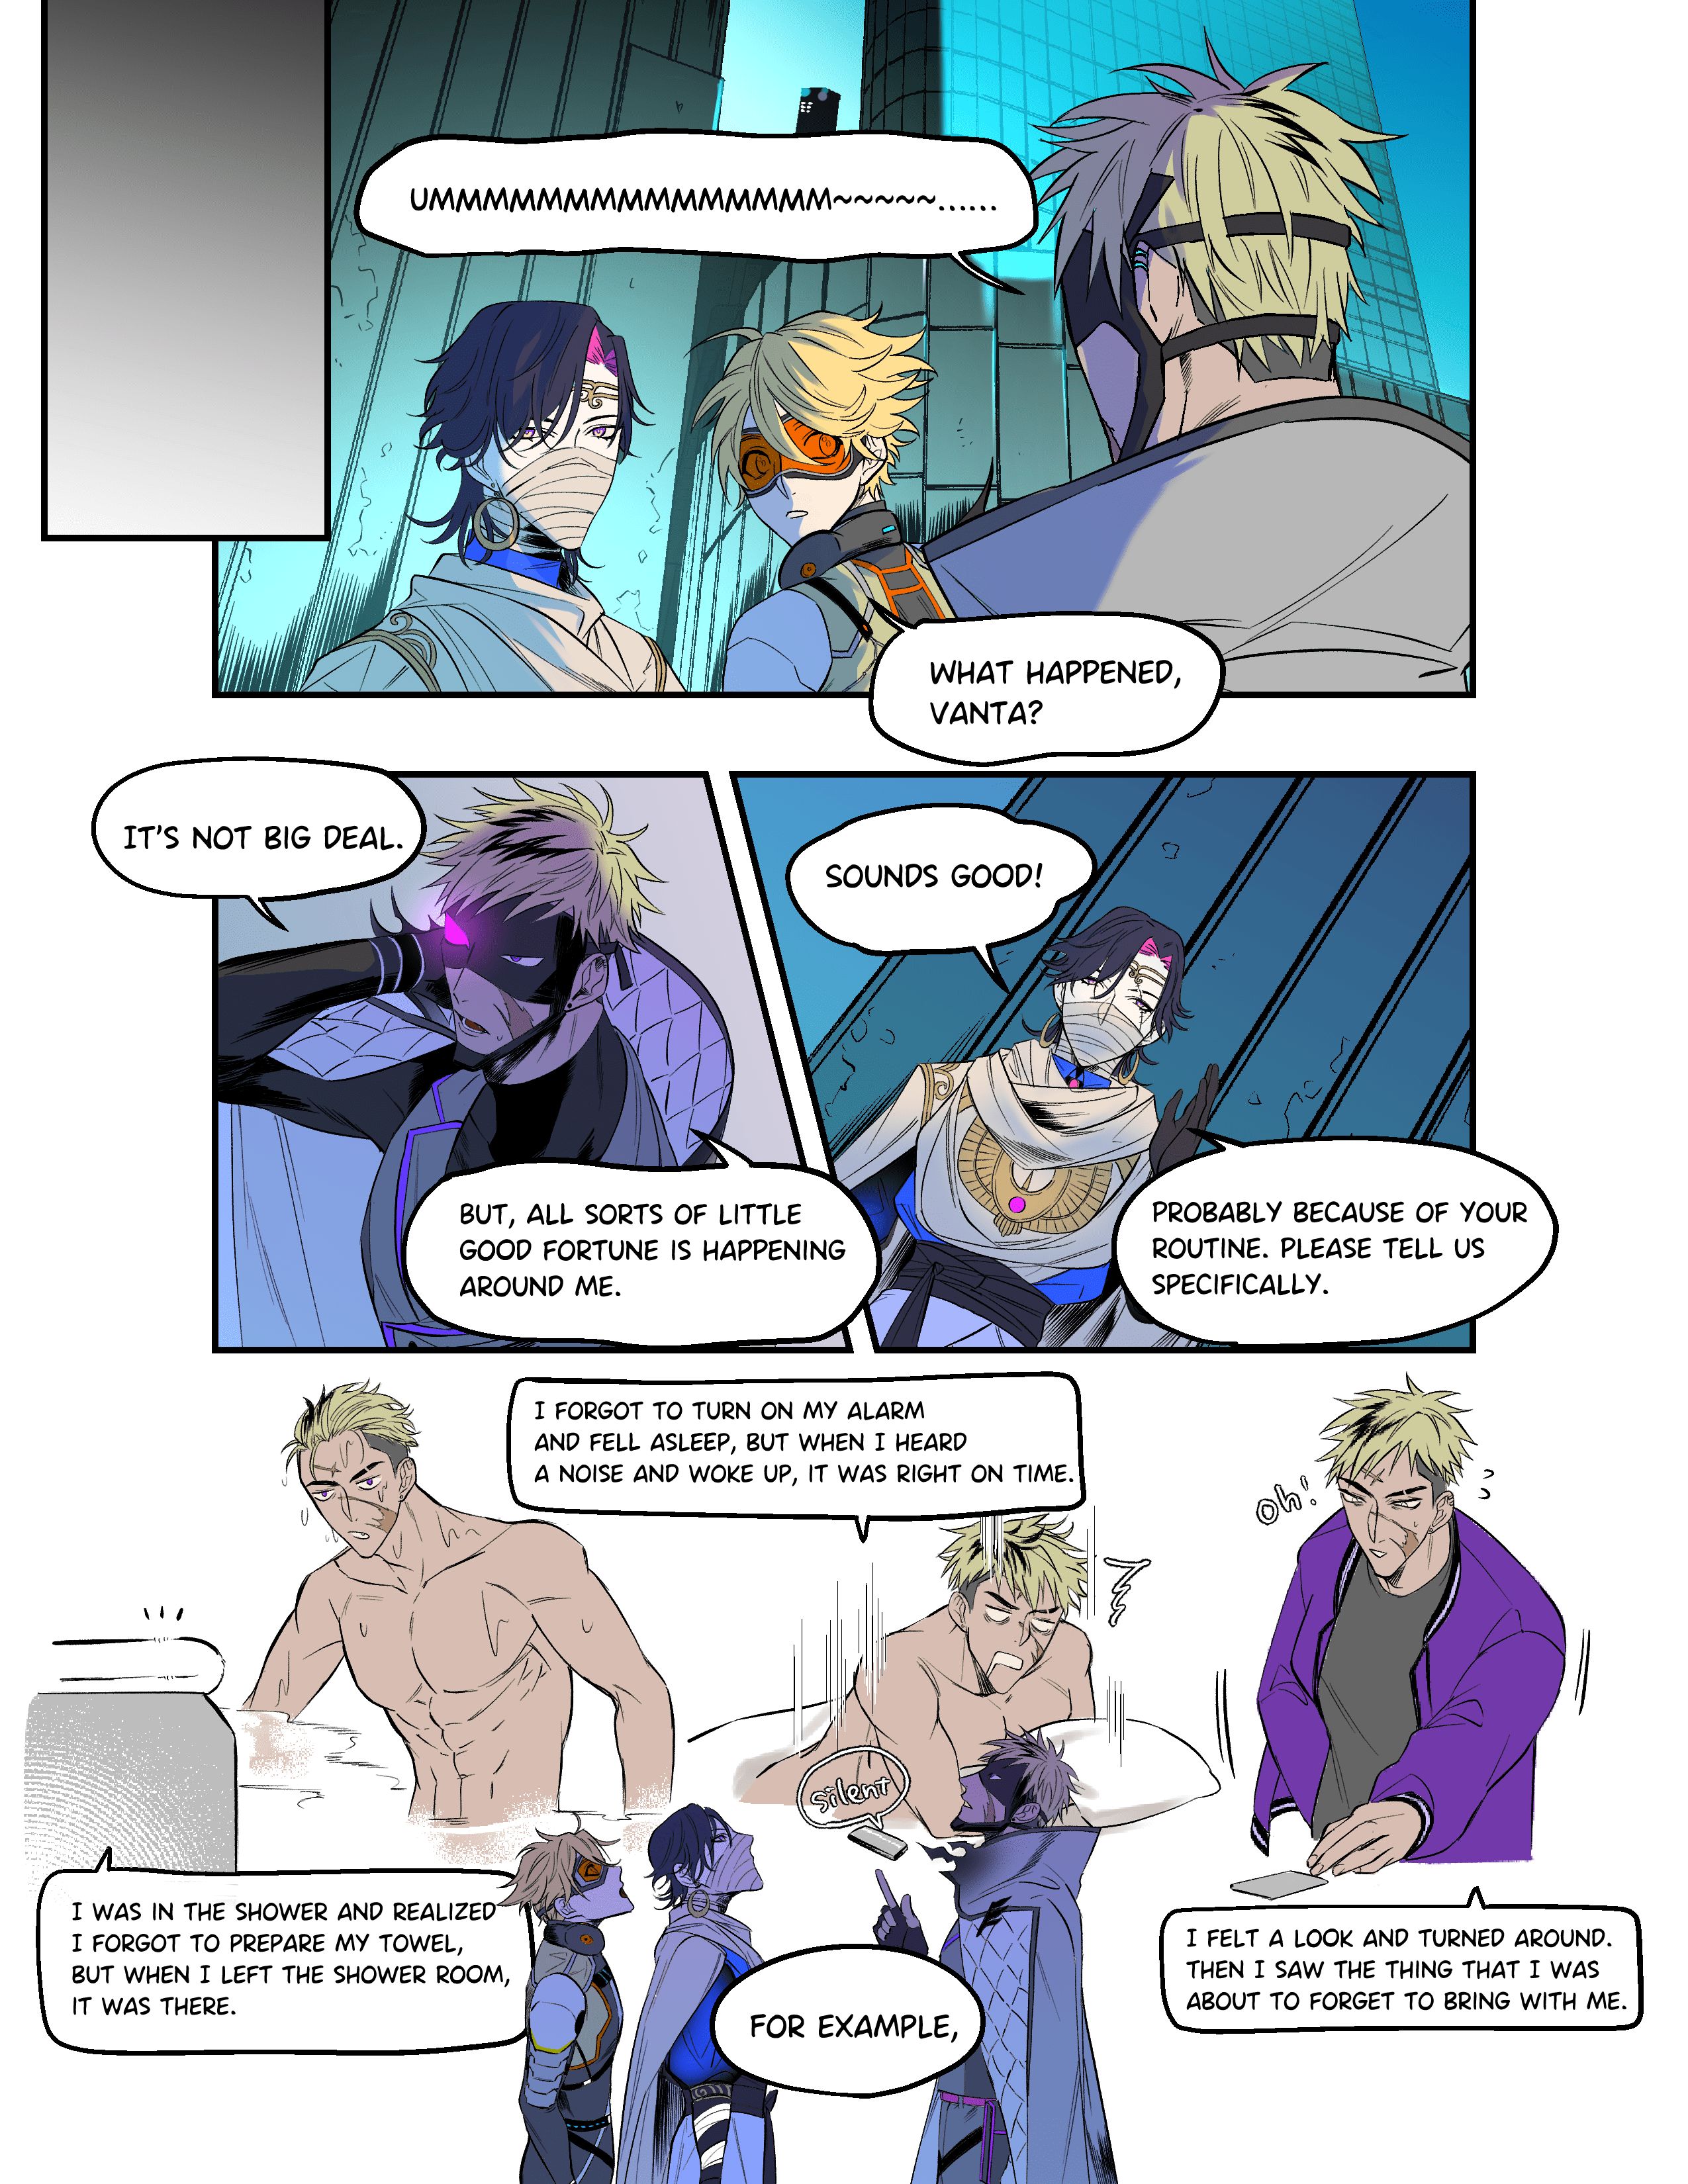 UMMMMMMMMMMMMMMM~~~~~......
WHAT HAPPENED,
VANTA?
IT'S NOT BIG DEAL.
BUT, ALL SORTS OF LITTLE
GOOD FORTUNE IS HAPPENING
AROUND ME.
SOUNDS GOOD!
PROBABLY BECAUSE OF YOUR
ROUTINE. PLEASE TELL US
SPECIFICALLY.
FOR EXAMPLE,
I WAS IN THE SHOWER AND REALIZED
I FORGOT TO PREPARE MY TOWEL,
BUT WHEN I LEFT THE SHOWER ROOM,
IT WAS THERE.
I FORGOT TO TURN ON MY ALARM
AND FELL ASLEEP, BUT WHEN I HEARD
A NOISE AND WOKE UP, IT WAS RIGHT ON TIME.
silent
oh!
I FELT A LOOK AND TURNED AROUND.
THEN I SAW THE THING THAT I WAS
ABOUT TO FORGET TO BRING WITH ME.